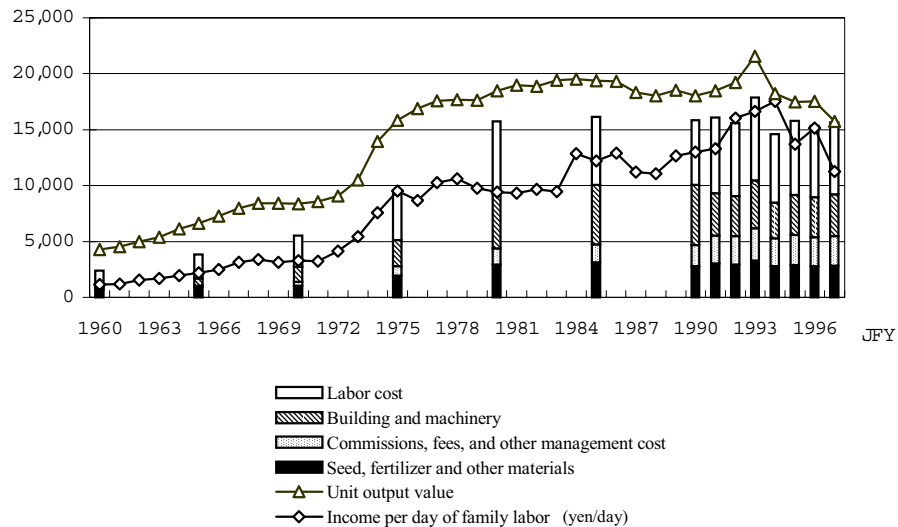 25,000
20,000
15,000
10,000
5,000
0
1960 1963 1966 1969 1972 1975 1978 1981 1984 1987 1990 1993 1996
JFY
Labor cost
Building and machinery
Commissions, fees, and other management cost
Seed, fertilizer and other materials
Unit output value
Income per day of family labor (yen/day)